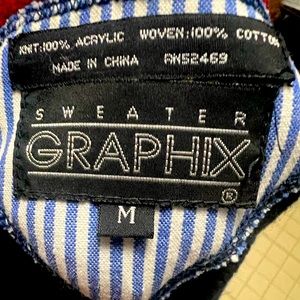 KNIT:100% ACRYLIC WOVEN:100% COTTON
MADE IN CHINA RN52469
SWEATER
GRAPHIX
®
M